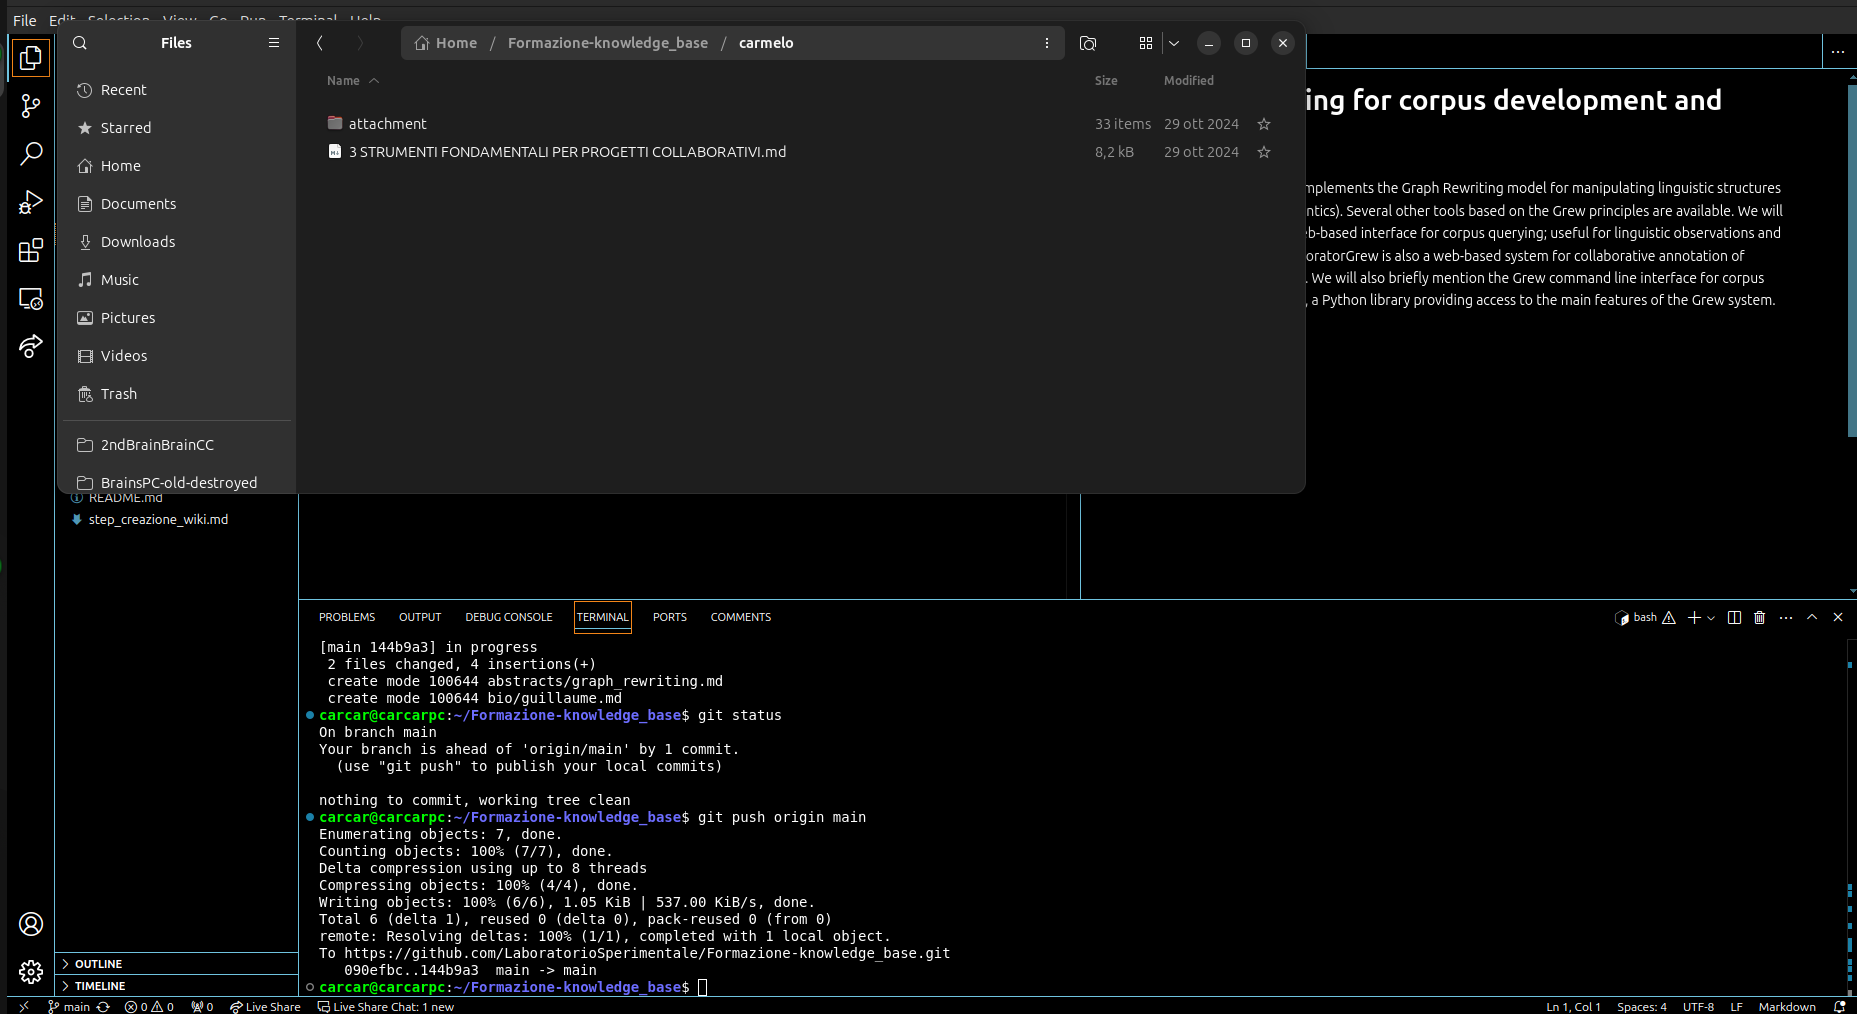 File Edit Selection View Go Run Terminal Help
Files
Home / Formazione-knowledge_base / carmelo
Recent
Starred
Home
Documents
Downloads
Music
Pictures
Videos
Trash
2ndBrainBrainCC
BrainsPC-old-destroyed
Name Size Modified
attachment 33 items 29 ott 2024
3 STRUMENTI FONDAMENTALI PER PROGETTI COLLABORATIVI.md 8,2 kB 29 ott 2024
ing for corpus development and
mplements the Graph Rewriting model for manipulating linguistic structures
ntics). Several other tools based on the Grew principles are available. We will
b-based interface for corpus querying; useful for linguistic observations and
oratorGrew is also a web-based system for collaborative annotation of
. We will also briefly mention the Grew command line interface for corpus
, a Python library providing access to the main features of the Grew system.
README.md
step_creazione_wiki.md
OUTLINE
TIMELINE
PROBLEMS OUTPUT DEBUG CONSOLE TERMINAL PORTS COMMENTS
bash
[main 144b9a3] in progress
2 files changed, 4 insertions(+)
create mode 100644 abstracts/graph_rewriting.md
create mode 100644 bio/guillaume.md
carcar@carcarpc:~/Formazione-knowledge_base$ git status
On branch main
Your branch is ahead of 'origin/main' by 1 commit.
(use "git push" to publish your local commits)
nothing to commit, working tree clean
carcar@carcarpc:~/Formazione-knowledge_base$ git push origin main
Enumerating objects: 7, done.
Counting objects: 100% (7/7), done.
Delta compression using up to 8 threads
Compressing objects: 100% (4/4), done.
Writing objects: 100% (6/6), 1.05 KiB | 537.00 KiB/s, done.
Total 6 (delta 1), reused 0 (delta 0), pack-reused 0 (from 0)
remote: Resolving deltas: 100% (1/1), completed with 1 local object.
To https://github.com/LaboratorioSperimentale/Formazione-knowledge_base.git
090efbc..144b9a3 main -> main
carcar@carcarpc:~/Formazione-knowledge_base$
main 0 0 0 Live Share Live Share Chat: 1 new
Ln 1, Col 1 Spaces: 4 UTF-8 LF Markdown